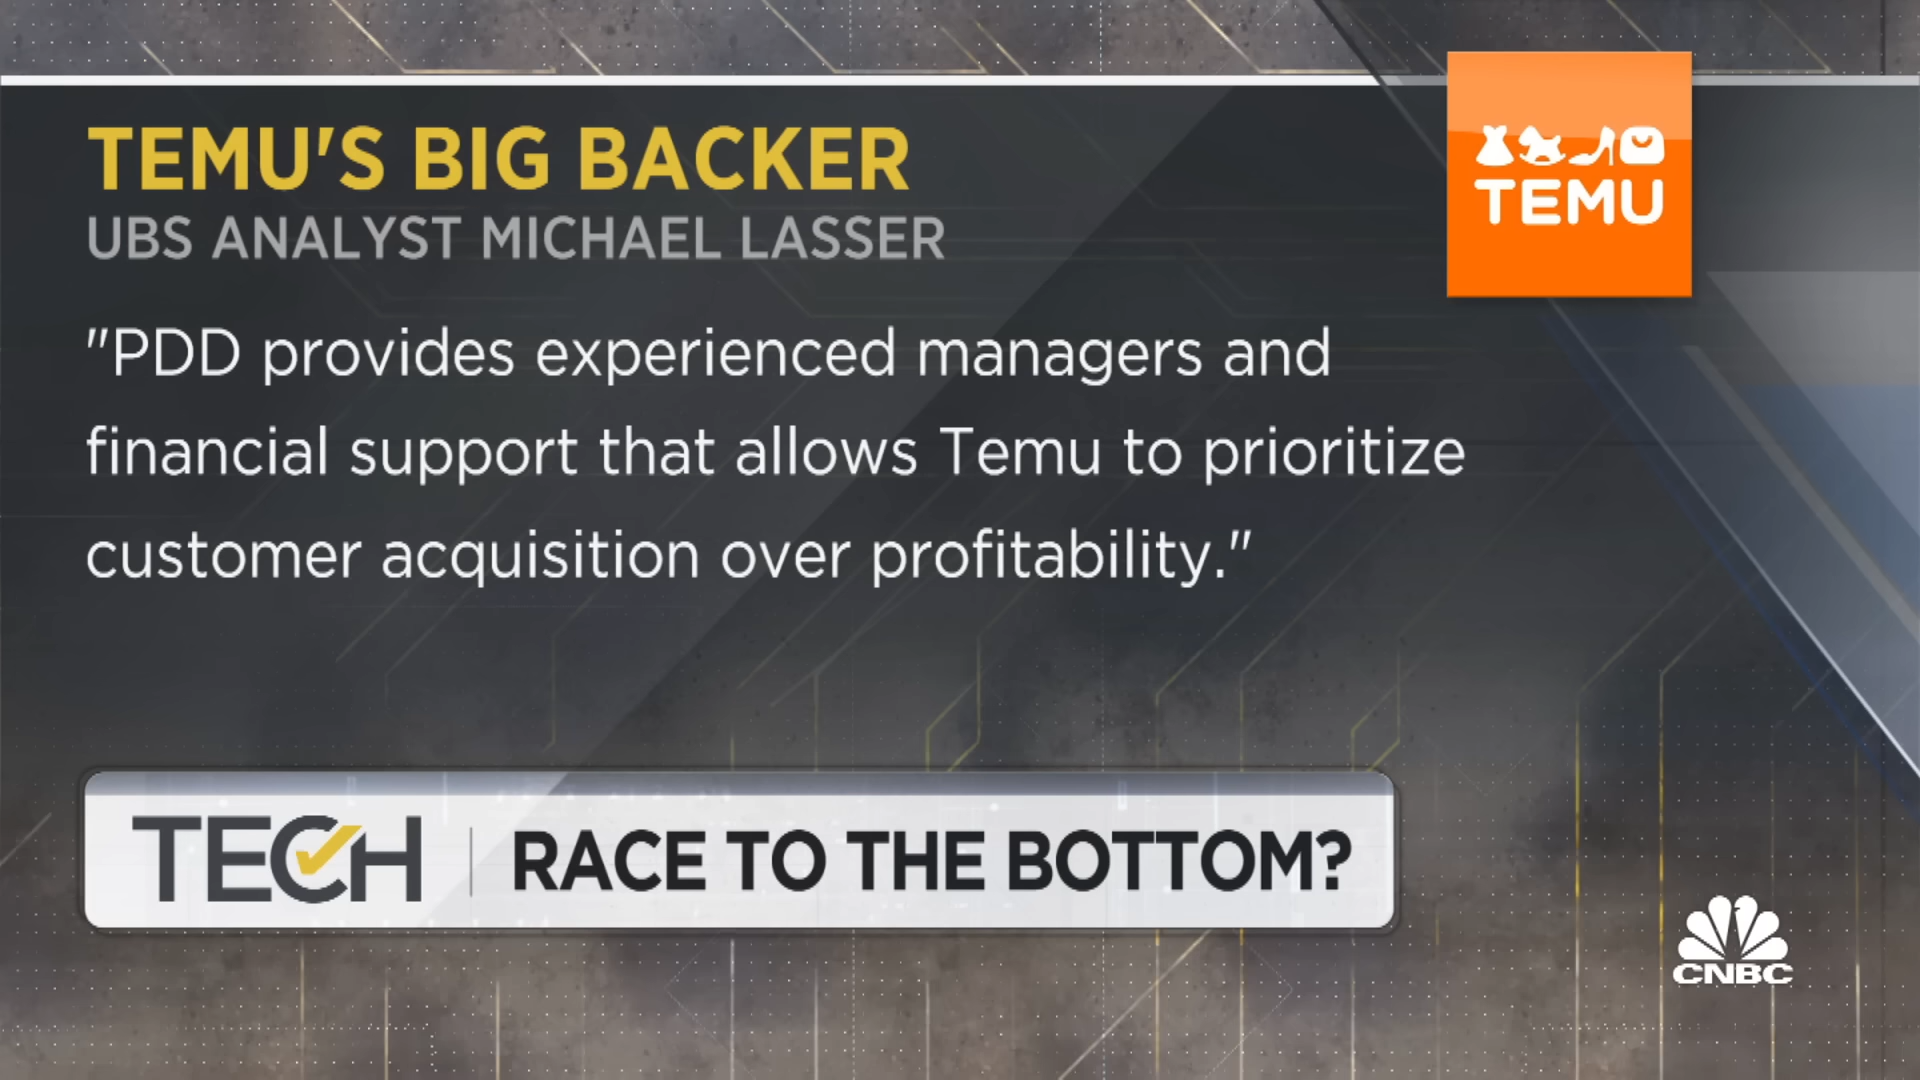 TEMU'S BIG BACKER
UBS ANALYST MICHAEL LASSER
TEMU
"PDD provides experienced managers and
financial support that allows Temu to prioritize
customer acquisition over profitability."
TECH
RACE TO THE BOTTOM?
CNBC